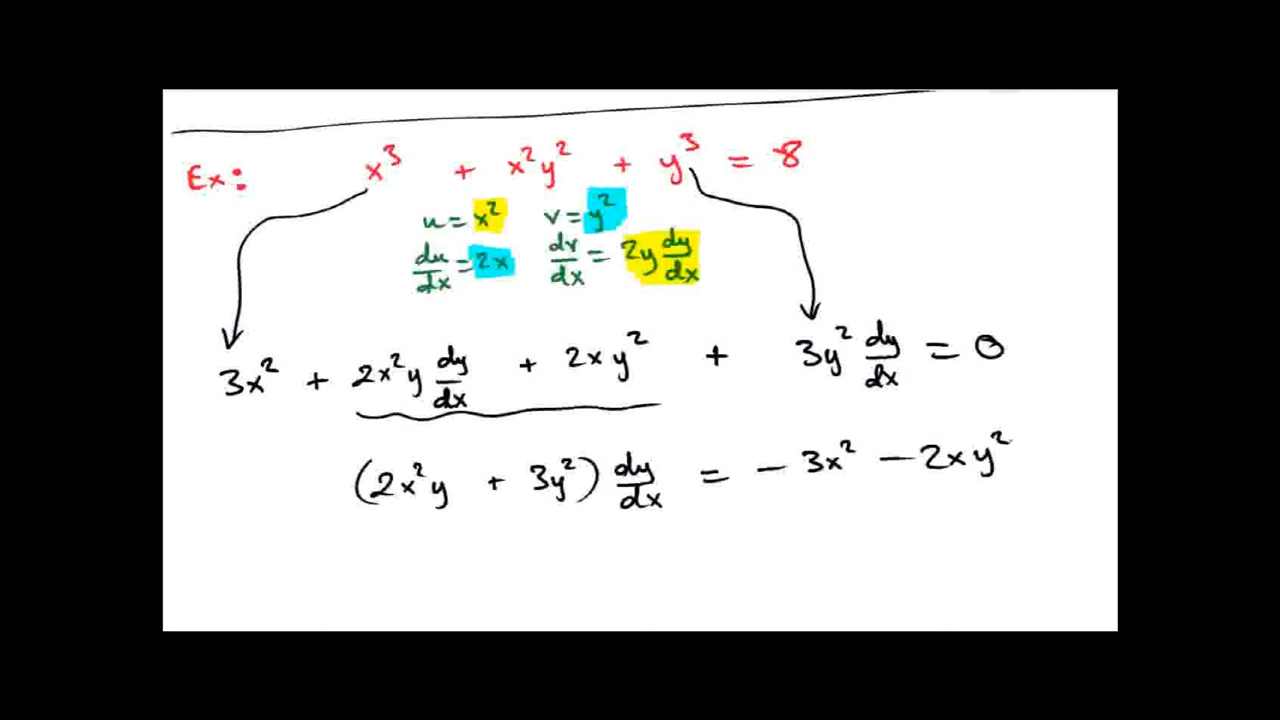 Ex: x³ + x²y² + y³ = 8
u = x² v = y²
du/dx = 2x dv/dx = 2y dy/dx
3x² + 2x²y dy/dx + 2xy² + 3y² dy/dx = 0
(2x²y + 3y²) dy/dx = -3x² - 2xy²